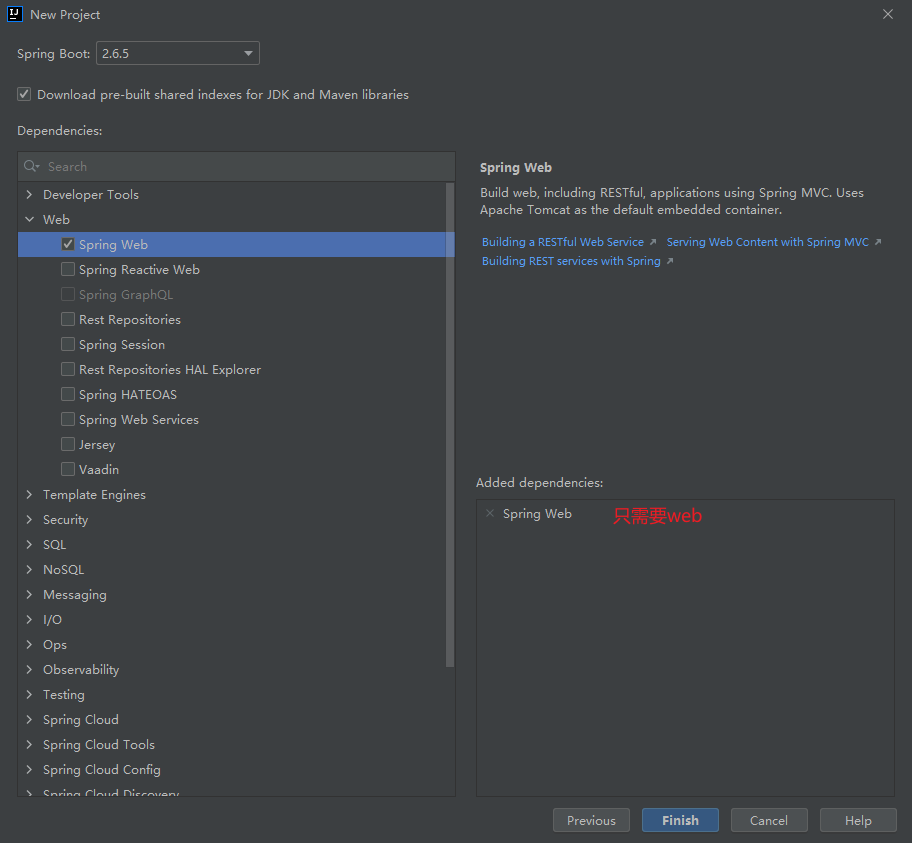 New Project
Spring Boot: 2.6.5
Download pre-built shared indexes for JDK and Maven libraries
Dependencies:
Search
Developer Tools
Web
Spring Web
Spring Reactive Web
Spring GraphQL
Rest Repositories
Spring Session
Rest Repositories HAL Explorer
Spring HATEOAS
Spring Web Services
Jersey
Vaadin
Template Engines
Security
SQL
NoSQL
Messaging
I/O
Ops
Observability
Testing
Spring Cloud
Spring Cloud Tools
Spring Cloud Config
Spring Cloud Discovery
Spring Web
Build web, including RESTful, applications using Spring MVC. Uses
Apache Tomcat as the default embedded container.
Building a RESTful Web Service Serving Web Content with Spring MVC
Building REST services with Spring
Added dependencies:
Spring Web 只需要web
Previous Finish Cancel Help